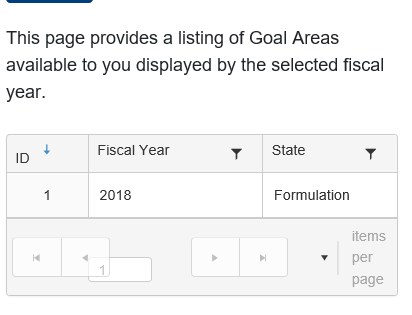 This page provides a listing of Goal Areas
available to you displayed by the selected fiscal
year.
ID Fiscal Year State
1 2018 Formulation
1
items
per
page